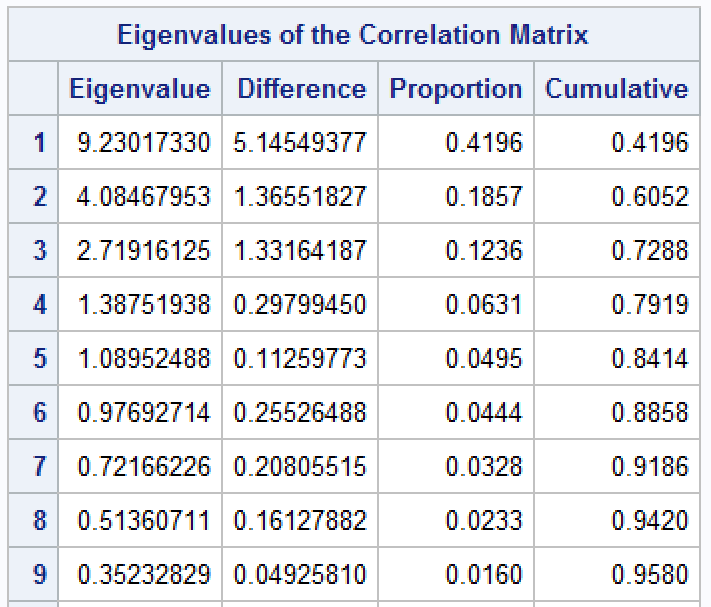 Eigenvalues of the Correlation Matrix
Eigenvalue Difference Proportion Cumulative
1 9.23017330 5.14549377 0.4196 0.4196
2 4.08467953 1.36551827 0.1857 0.6052
3 2.71916125 1.33164187 0.1236 0.7288
4 1.38751938 0.29799450 0.0631 0.7919
5 1.08952488 0.11259773 0.0495 0.8414
6 0.97692714 0.25526488 0.0444 0.8858
7 0.72166226 0.20805515 0.0328 0.9186
8 0.51360711 0.16127882 0.0233 0.9420
9 0.35232829 0.04925810 0.0160 0.9580